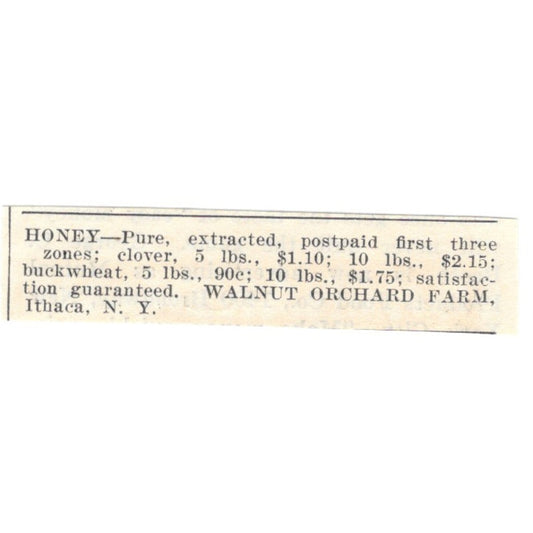 HONEY—Pure, extracted, postpaid first three
zones; clover, 5 lbs., $1.10; 10 lbs., $2.15;
buckwheat, 5 lbs., 90c; 10 lbs., $1.75; satisfac-
tion guaranteed. WALNUT ORCHARD FARM,
Ithaca, N. Y.